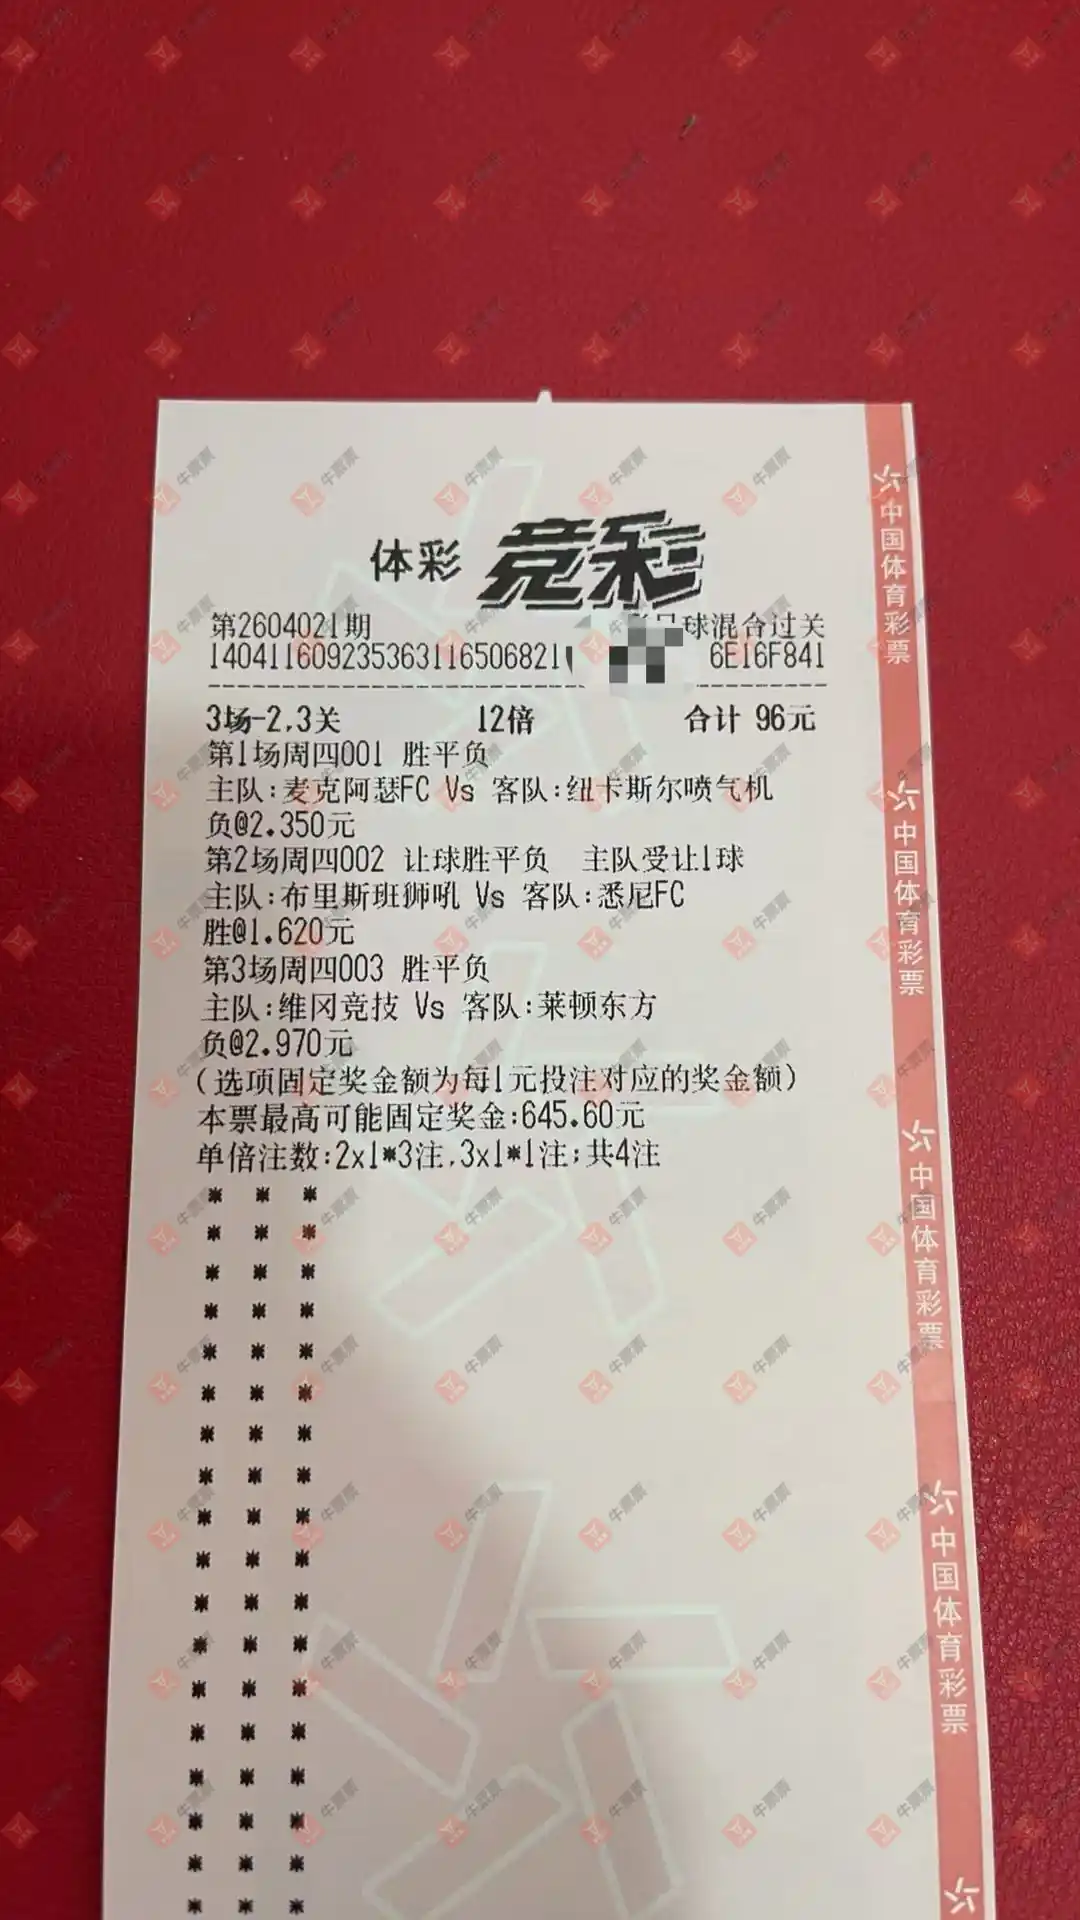 体彩 竞彩
第2604021期 足球混合过关
140411609235363116506821 6E16F841
3场-2,3关 12倍 合计 96元
第1场周四001 胜平负
主队:麦克阿瑟FC Vs 客队:纽卡斯尔喷气机
负@2.350元
第2场周四002 让球胜平负 主队受让1球
主队:布里斯班狮吼 Vs 客队:悉尼FC
胜@1.620元
第3场周四003 胜平负
主队:维冈竞技 Vs 客队:莱顿东方
负@2.970元
(选项固定奖金额为每1元投注对应的奖金额)
本票最高可能固定奖金:645.60元
单倍注数:2x1*3注,3x1*1注;共4注
中国体育彩票
中国体育彩票
中国体育彩票
中国体育彩票
牛票票